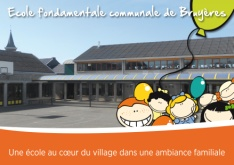 Ecole fondamentale communale de Bruyères
Une école au cœur du village dans une ambiance familiale